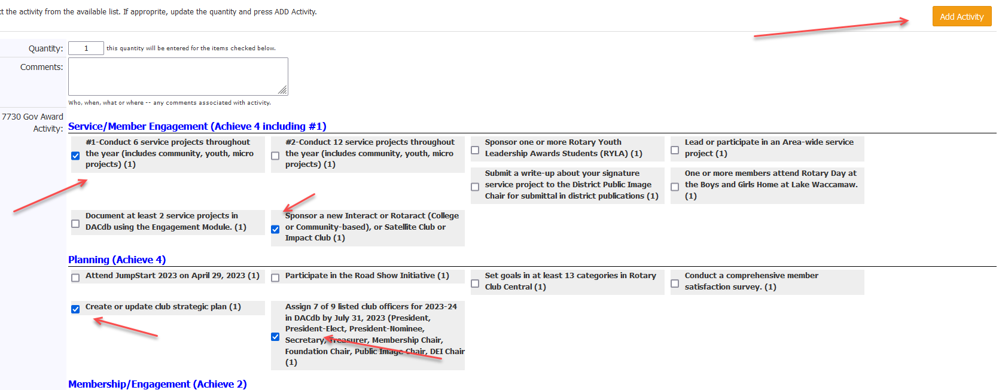 ct the activity from the available list. If approprite, update the quantity and press ADD Activity.
Add Activity
Quantity: 1 this quantity will be entered for the items checked below.
Comments:
Who, when, what or where -- any comments associated with activity.
7730 Gov Award
Activity:
Service/Member Engagement (Achieve 4 including #1)
#1-Conduct 6 service projects throughout
the year (includes community, youth, micro
projects) (1)
#2-Conduct 12 service projects throughout
the year (includes community, youth, micro
projects) (1)
Sponsor one or more Rotary Youth
Leadership Awards Students (RYLA) (1)
Lead or participate in an Area-wide service
project (1)
Submit a write-up about your signature
service project to the District Public Image
Chair for submittal in district publications (1)
One or more members attend Rotary Day at
the Boys and Girls Home at Lake Waccamaw.
(1)
Document at least 2 service projects in
DACdb using the Engagement Module. (1)
Sponsor a new Interact or Rotaract (College
or Community-based), or Satellite Club or
Impact Club (1)
Planning (Achieve 4)
Attend JumpStart 2023 on April 29, 2023 (1)
Participate in the Road Show Initiative (1)
Set goals in at least 13 categories in Rotary
Club Central (1)
Conduct a comprehensive member
satisfaction survey. (1)
Create or update club strategic plan (1)
Assign 7 of 9 listed club officers for 2023-24
in DACdb by July 31, 2023 (President,
President-Elect, President-Nominee,
Secretary, Treasurer, Membership Chair,
Foundation Chair, Public Image Chair, DEI Chair
(1)
Membership/Engagement (Achieve 2)